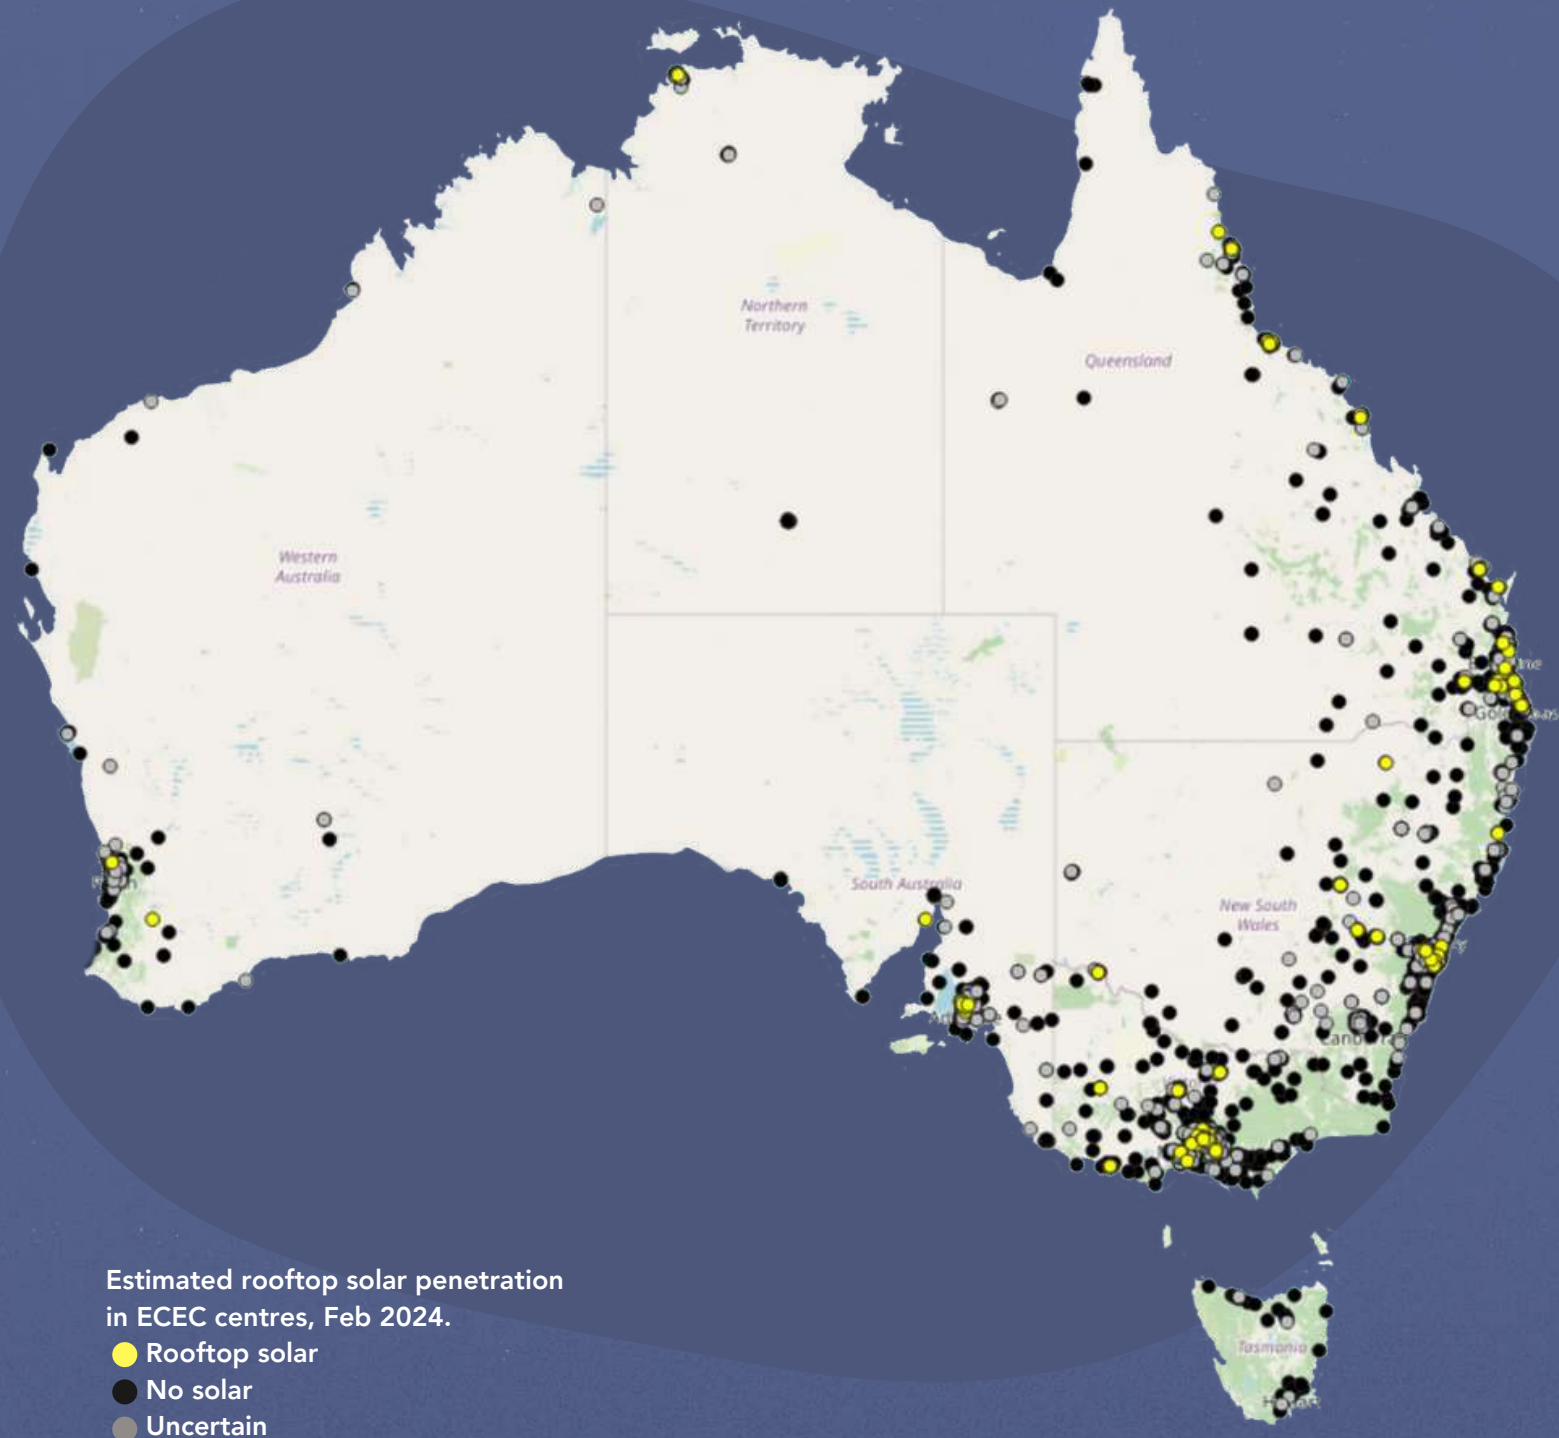 Northern
Territory
Queensland
Western
Australia
South Australia
New South
Wales
Tasmania
Estimated rooftop solar penetration
in ECEC centres, Feb 2024.
Rooftop solar
No solar
Uncertain